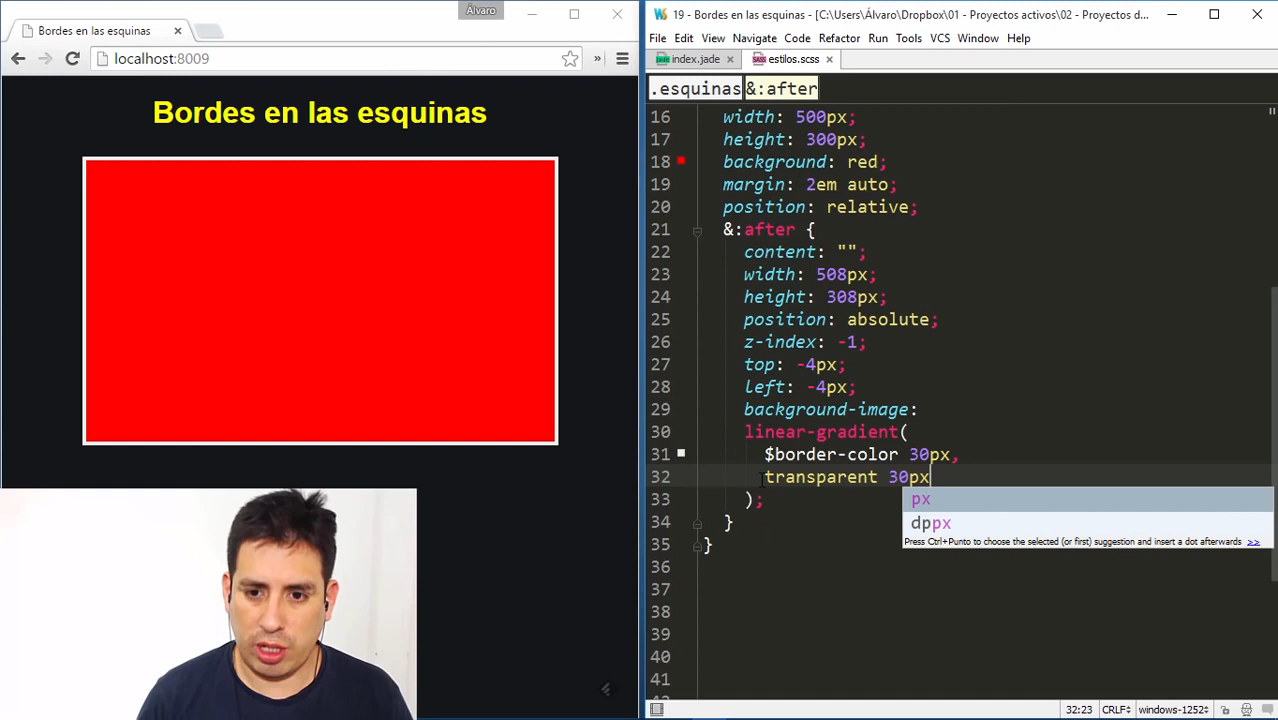 Álvaro
Bordes en las esquinas
localhost:8009
»
Bordes en las esquinas
19 - Bordes en las esquinas - [C:\Users\Álvaro\Dropbox\01 - Proyectos activos\02 - Proyectos d...
File Edit View Navigate Code Refactor Run Tools VCS Window Help
index.jade estilos.scss
.esquinas &:after
16 width: 500px;
17 height: 300px;
18 background: red;
19 margin: 2em auto;
20 position: relative;
21 &:after {
22 content: "";
23 width: 508px;
24 height: 308px;
25 position: absolute;
26 z-index: -1;
27 top: -4px;
28 left: -4px;
29 background-image:
30 linear-gradient(
31 $border-color 30px,
32 transparent 30px
33 );
34 }
35 }
36
37
38
39
40
41
px
dppx
Press Ctrl+Punto to choose the selected (or first) suggestion and insert a dot afterwards >>
32:23 CRLF÷ windows-1252÷